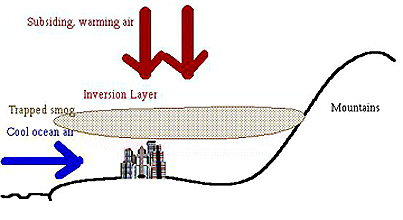 Subsiding, warming air
Inversion Layer
Trapped smog
Mountains
Cool ocean air